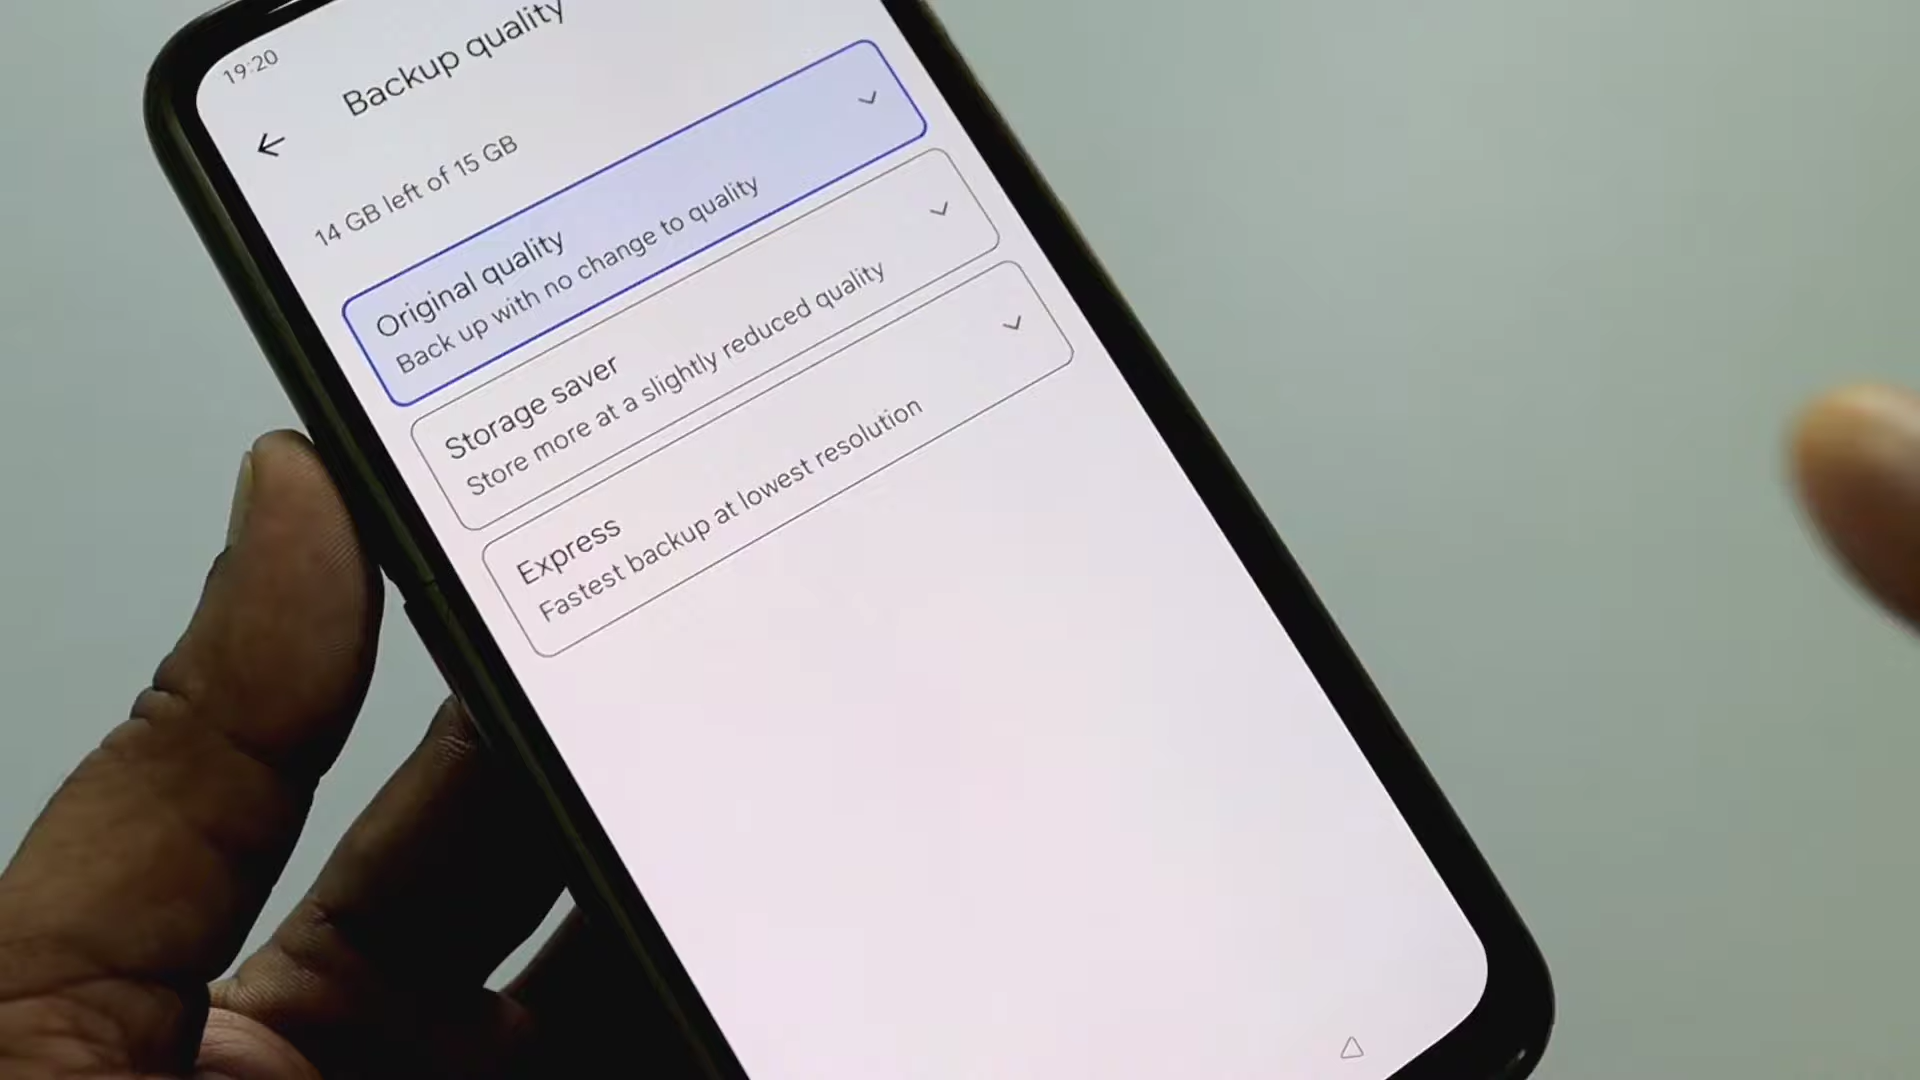 19:20
Backup quality
14 GB left of 15 GB
Original quality
Back up with no change to quality
Storage saver
Store more at a slightly reduced quality
Express
Fastest backup at lowest resolution